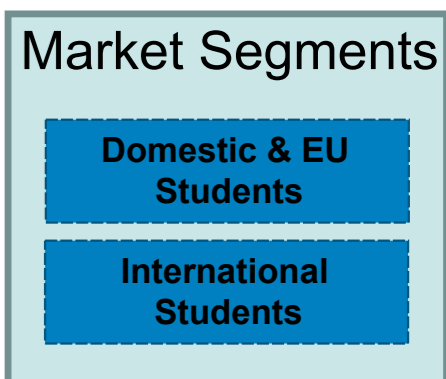 Market Segments
Domestic & EU
Students
International
Students